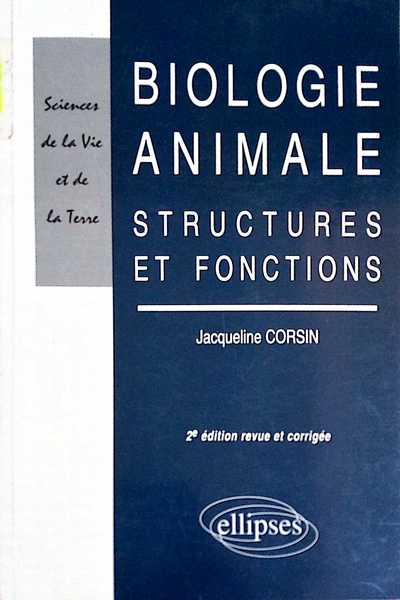 Sciences
de la Vie
et de
la Terre
BIOLOGIE
ANIMALE
STRUCTURES
ET FONCTIONS
Jacqueline CORSIN
2e édition revue et corrigée
ellipses